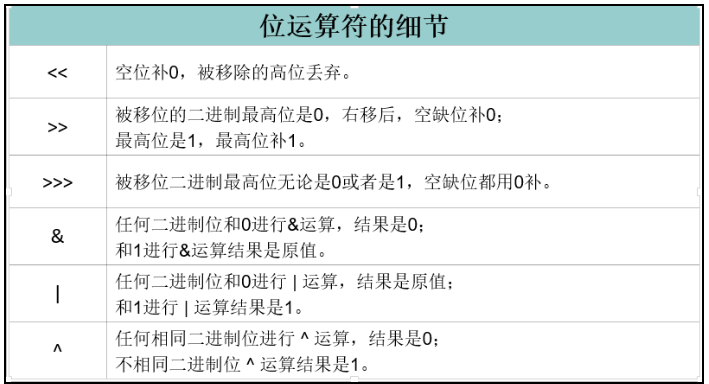 位运算符的细节
<< 空位补0，被移除的高位丢弃。
>> 被移位的二进制最高位是0，右移后，空缺位补0；
最高位是1，最高位补1。
>>> 被移位二进制最高位无论是0或者是1，空缺位都用0补。
& 任何二进制位和0进行&运算，结果是0；
和1进行&运算结果是原值。
| 任何二进制位和0进行 | 运算，结果是原值；
和1进行 | 运算结果是1。
^ 任何相同二进制位进行 ^ 运算，结果是0；
不相同二进制位 ^ 运算结果是1。